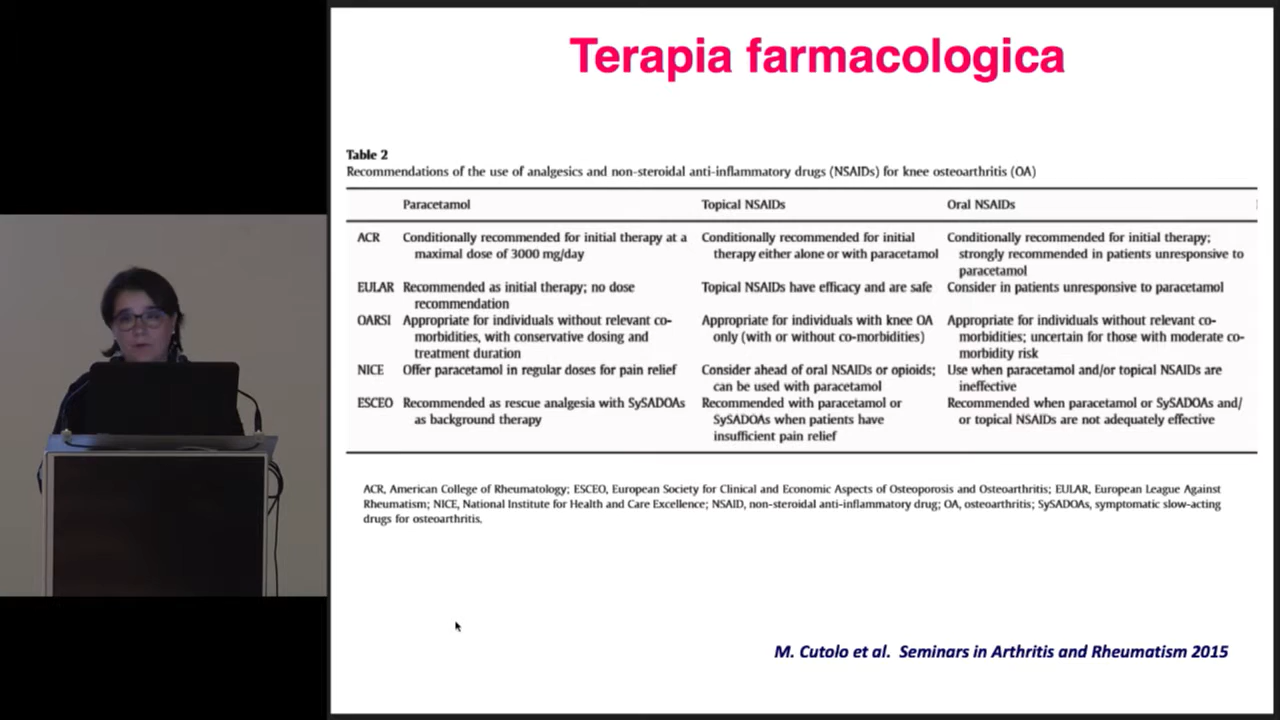 Terapia farmacologica
Table 2
Recommendations of the use of analgesics and non-steroidal anti-inflammatory drugs (NSAIDs) for knee osteoarthritis (OA)
Paracetamol Topical NSAIDs Oral NSAIDs
ACR Conditionally recommended for initial therapy at a maximal dose of 3000 mg/day Conditionally recommended for initial therapy either alone or with paracetamol Conditionally recommended for initial therapy; strongly recommended in patients unresponsive to paracetamol
EULAR Recommended as initial therapy; no dose recommendation Topical NSAIDs have efficacy and are safe Consider in patients unresponsive to paracetamol
OARSI Appropriate for individuals without relevant co-morbidities, with conservative dosing and treatment duration Appropriate for individuals with knee OA only (with or without co-morbidities) Appropriate for individuals without relevant co-morbidities; uncertain for those with moderate co-morbidity risk
NICE Offer paracetamol in regular doses for pain relief Consider ahead of oral NSAIDs or opioids; can be used with paracetamol Use when paracetamol and/or topical NSAIDs are ineffective
ESCEO Recommended as rescue analgesia with SySADOAs as background therapy Recommended with paracetamol or SySADOAs when patients have insufficient pain relief Recommended when paracetamol or SySADOAs and/or topical NSAIDs are not adequately effective
ACR, American College of Rheumatology; ESCEO, European Society for Clinical and Economic Aspects of Osteoporosis and Osteoarthritis; EULAR, European League Against
Rheumatism; NICE, National Institute for Health and Care Excellence; NSAID, non-steroidal anti-inflammatory drug; OA, osteoarthritis; SySADOAs, symptomatic slow-acting
drugs for osteoarthritis.
M. Cutolo et al. Seminars in Arthritis and Rheumatism 2015